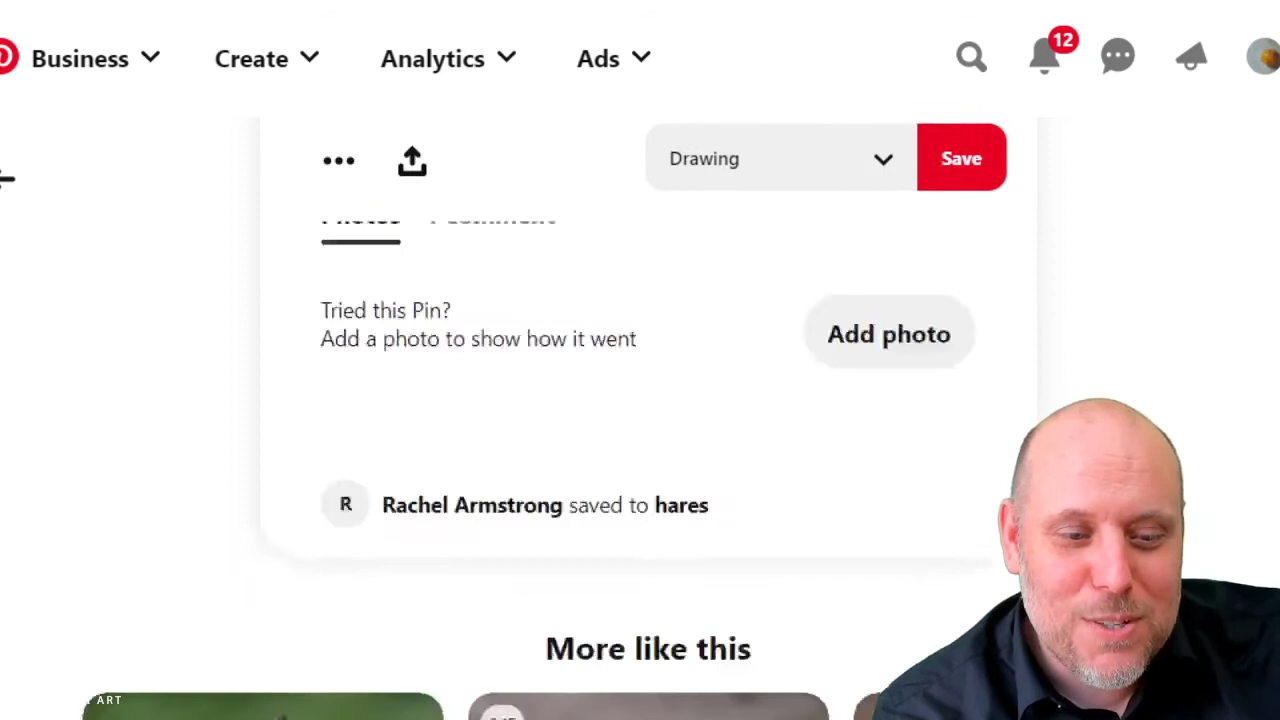 Business Create Analytics Ads 12
Drawing Save
Tried this Pin?
Add a photo to show how it went
Add photo
R Rachel Armstrong saved to hares
More like this
ART